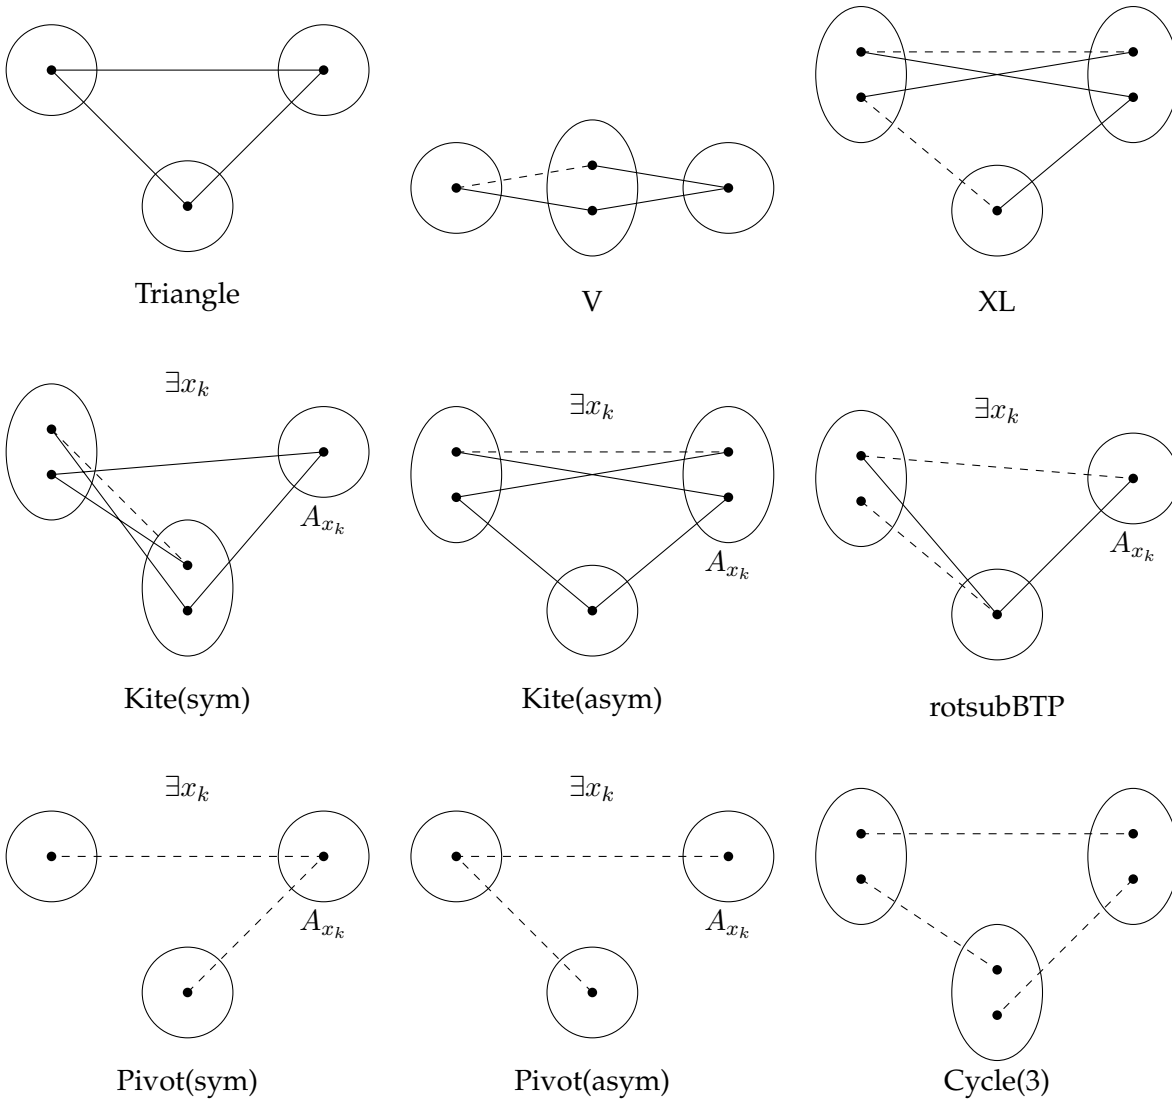 Triangle
V
XL
∃x_k
∃x_k
∃x_k
A_{x_k}
A_{x_k}
A_{x_k}
Kite(sym)
Kite(asym)
rotsubBTP
∃x_k
∃x_k
A_{x_k}
A_{x_k}
Pivot(sym)
Pivot(asym)
Cycle(3)